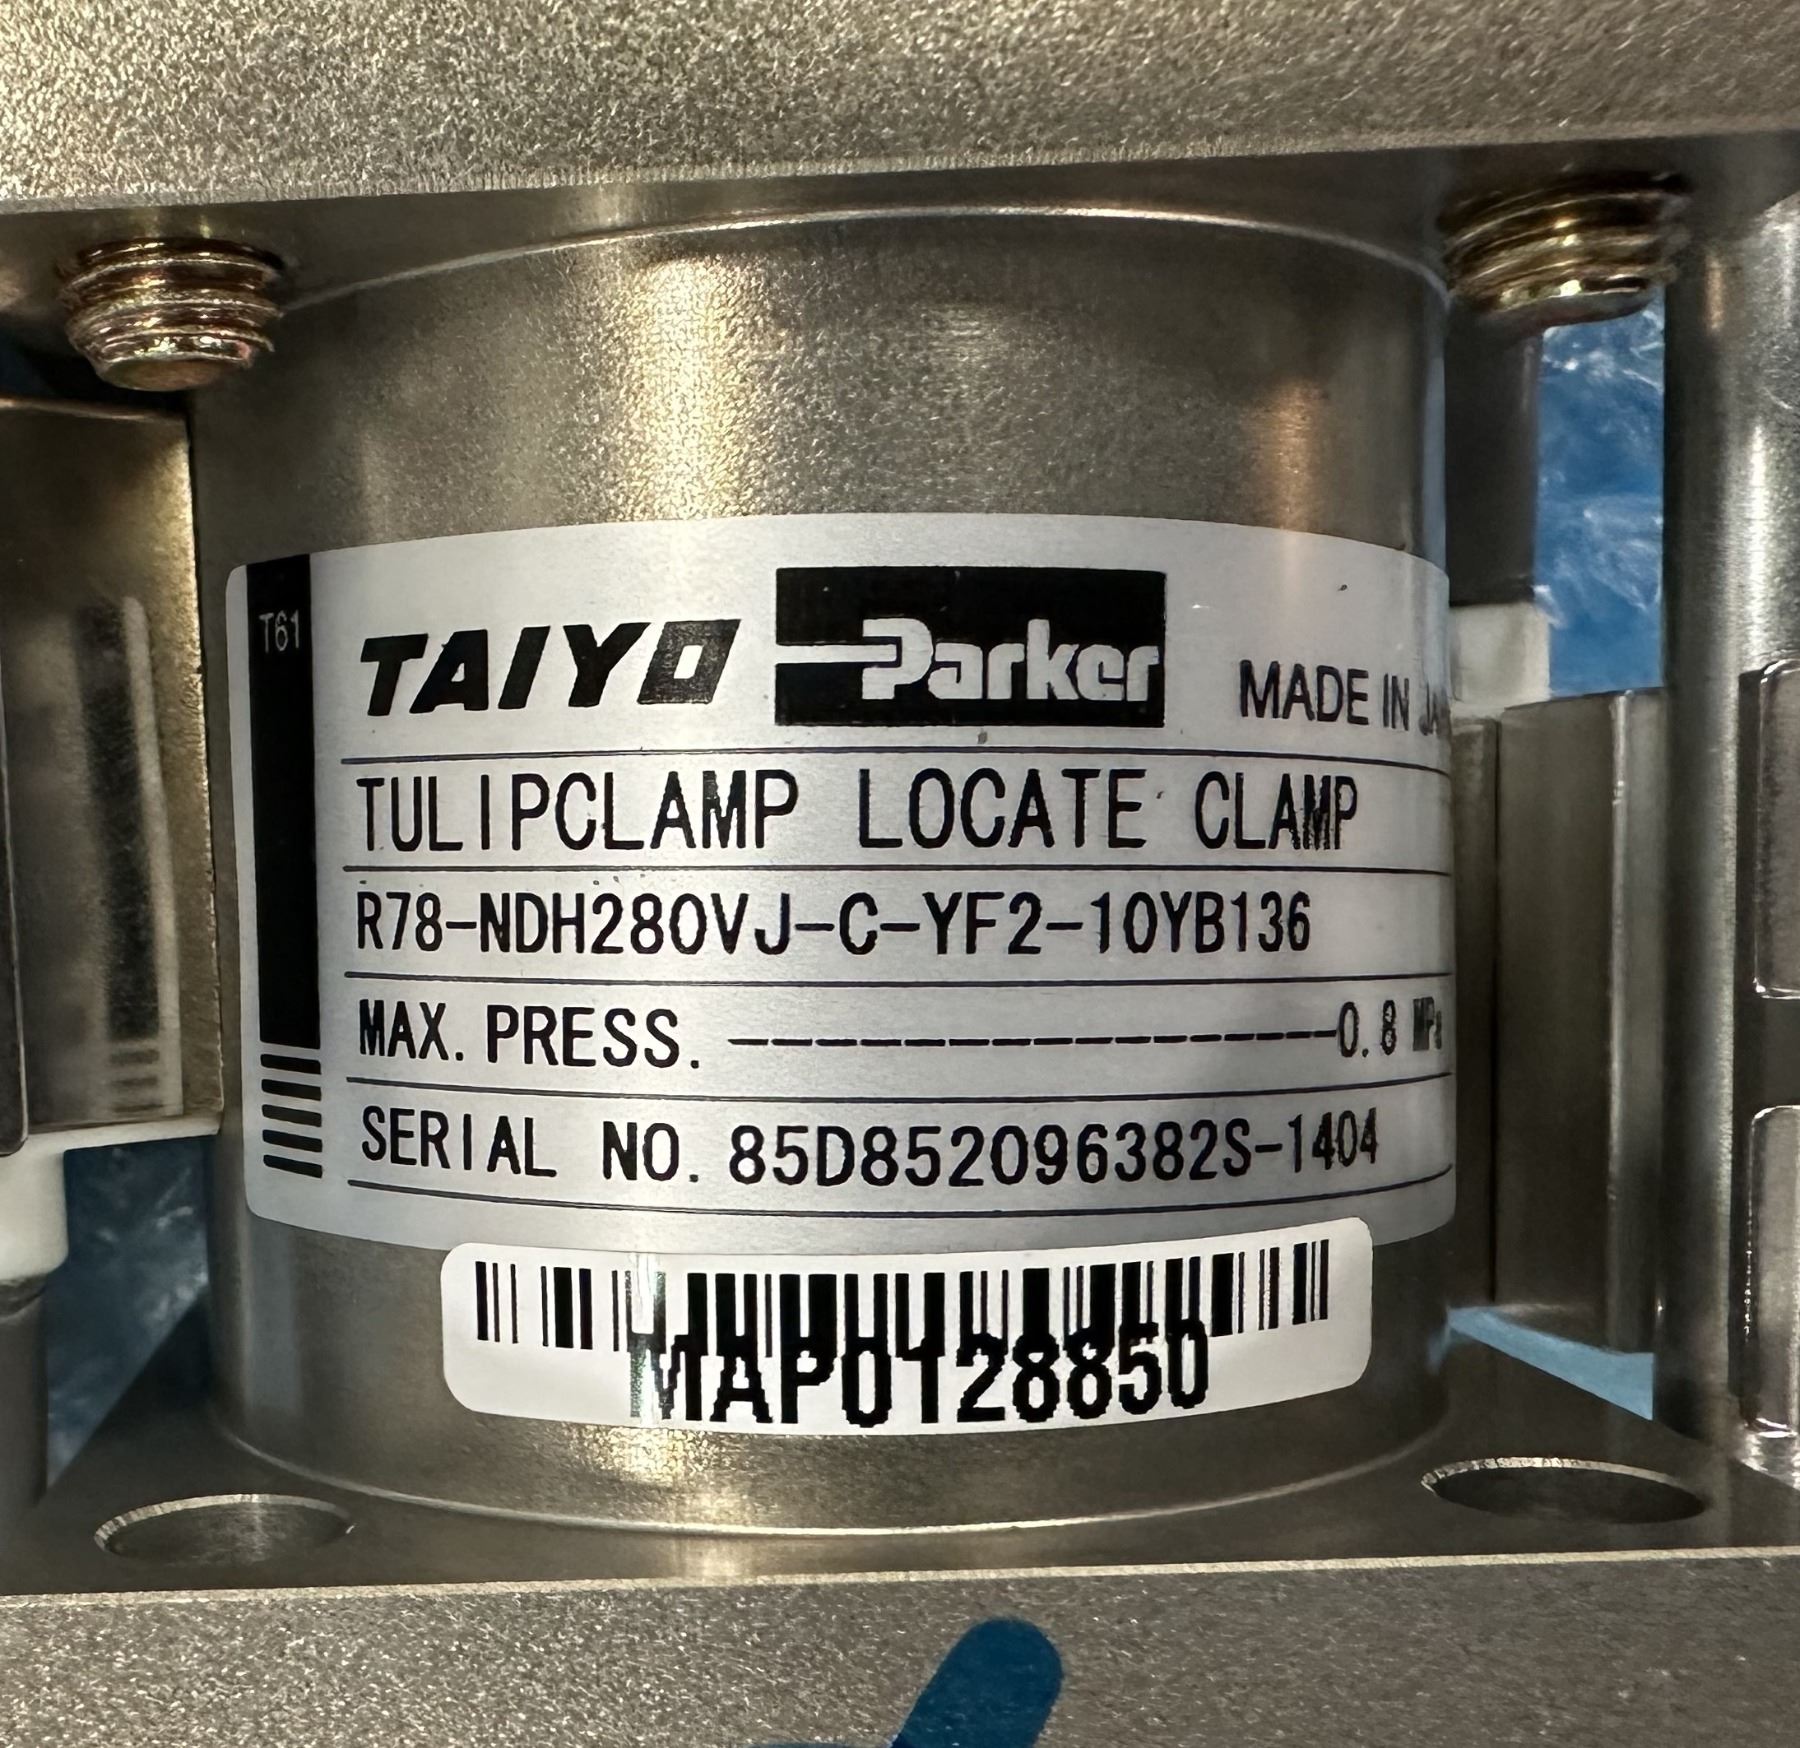 T61
TAIYO Parker MADE IN
TULIPCLAMP LOCATE CLAMP
R78-NDH280VJ-C-YF2-10YB136
MAX. PRESS. -----------------0.8 MPa
SERIAL NO. 85D852096382S-1404
MAP0128850